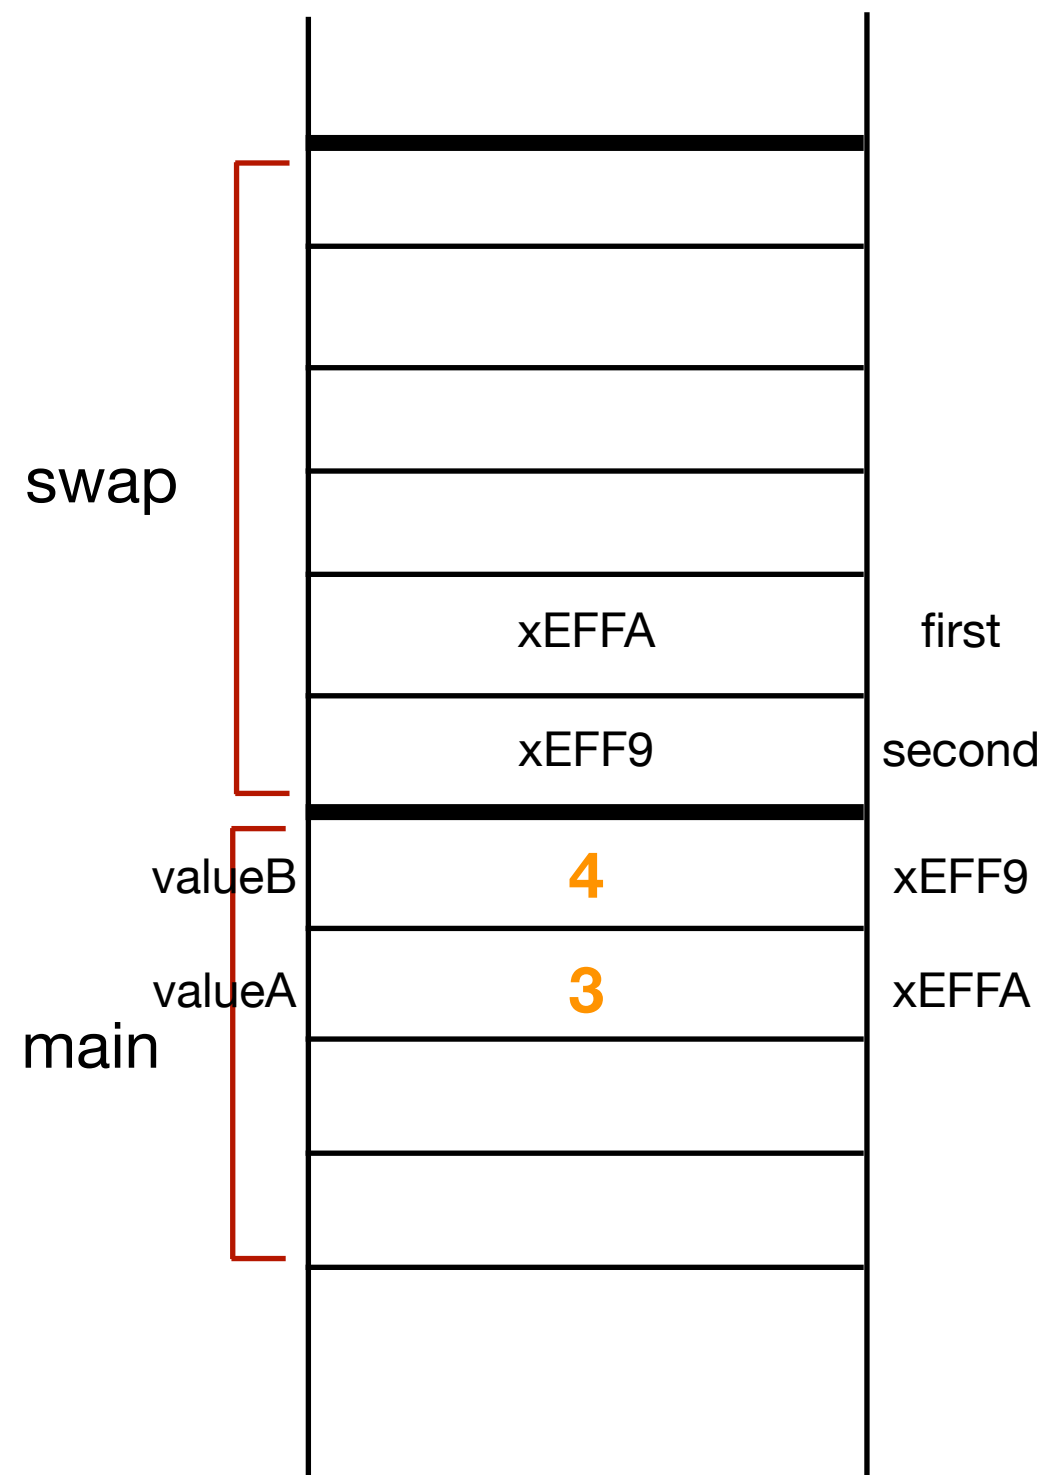 swap
xEFFA first
xEFF9 second
valueB 4 xEFF9
valueA 3 xEFFA
main